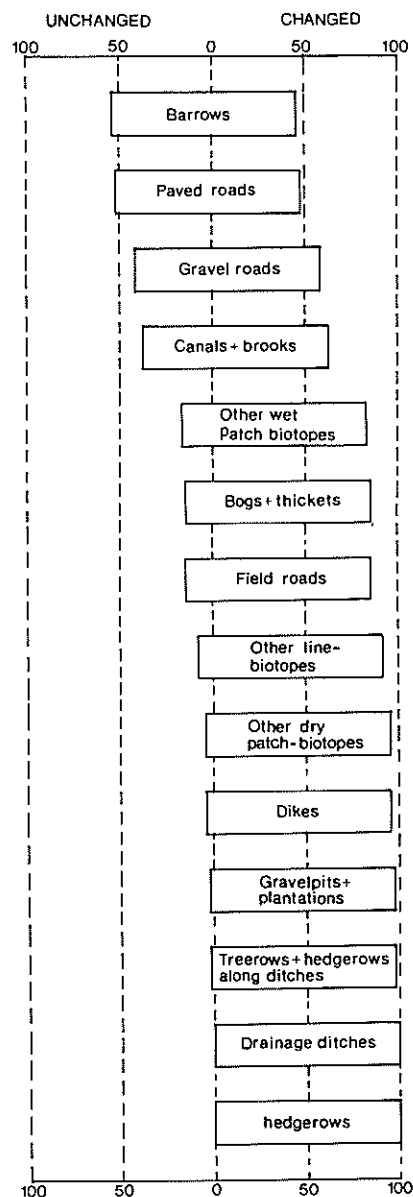 UNCHANGED CHANGED
100 50 0 50 100
Barrows
Paved roads
Gravel roads
Canals + brooks
Other wet
Patch biotopes
Bogs + thickets
Field roads
Other line-
biotopes
Other dry
patch-biotopes
Dikes
Gravelpits +
plantations
Treerows + hedgerows
along ditches
Drainage ditches
hedgerows
100 50 0 50 100